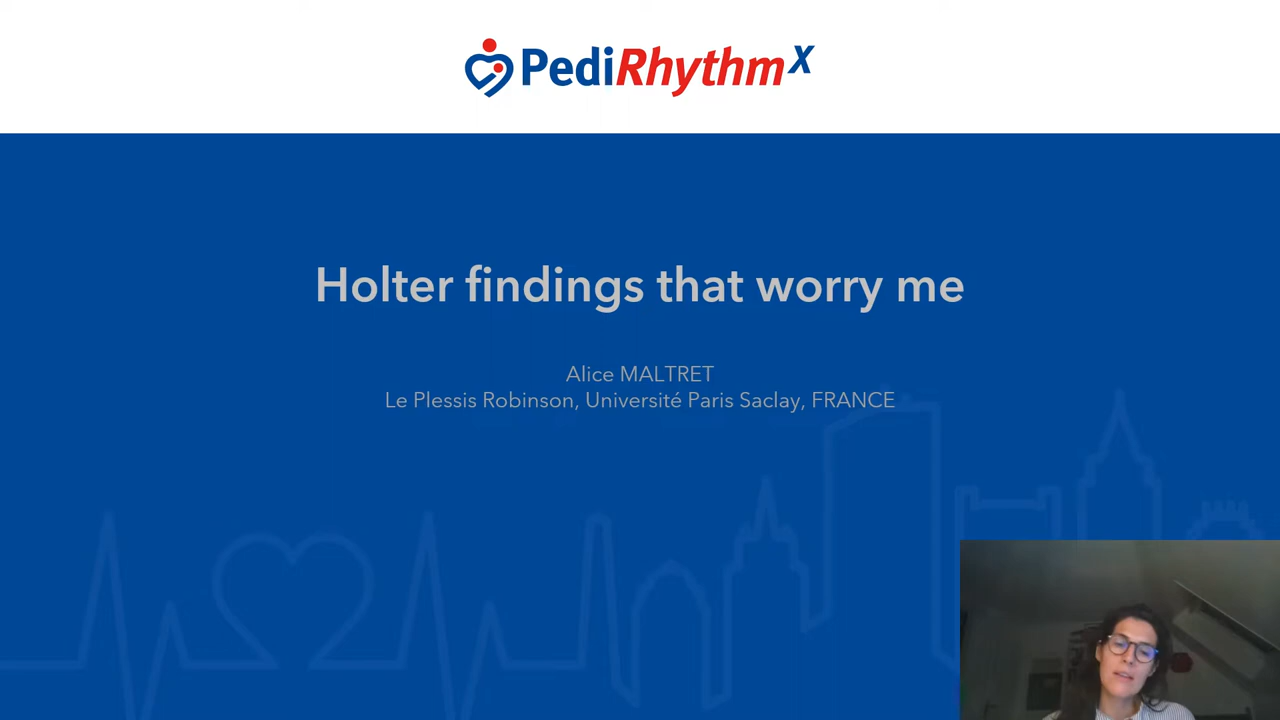 PediRhythm X
Holter findings that worry me
Alice MALTRET
Le Plessis Robinson, Université Paris Saclay, FRANCE